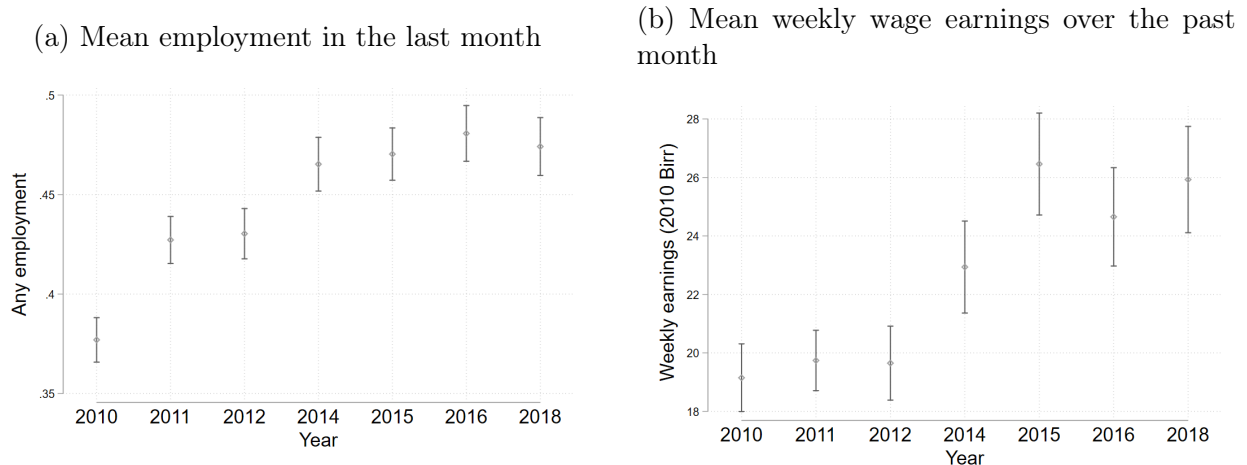 (a) Mean employment in the last month
.5
.45
.4
.35
Any employment
2010 2011 2012 2014 2015 2016 2018
Year
(b) Mean weekly wage earnings over the past
month
28
26
24
22
20
18
Weekly earnings (2010 Birr)
2010 2011 2012 2014 2015 2016 2018
Year